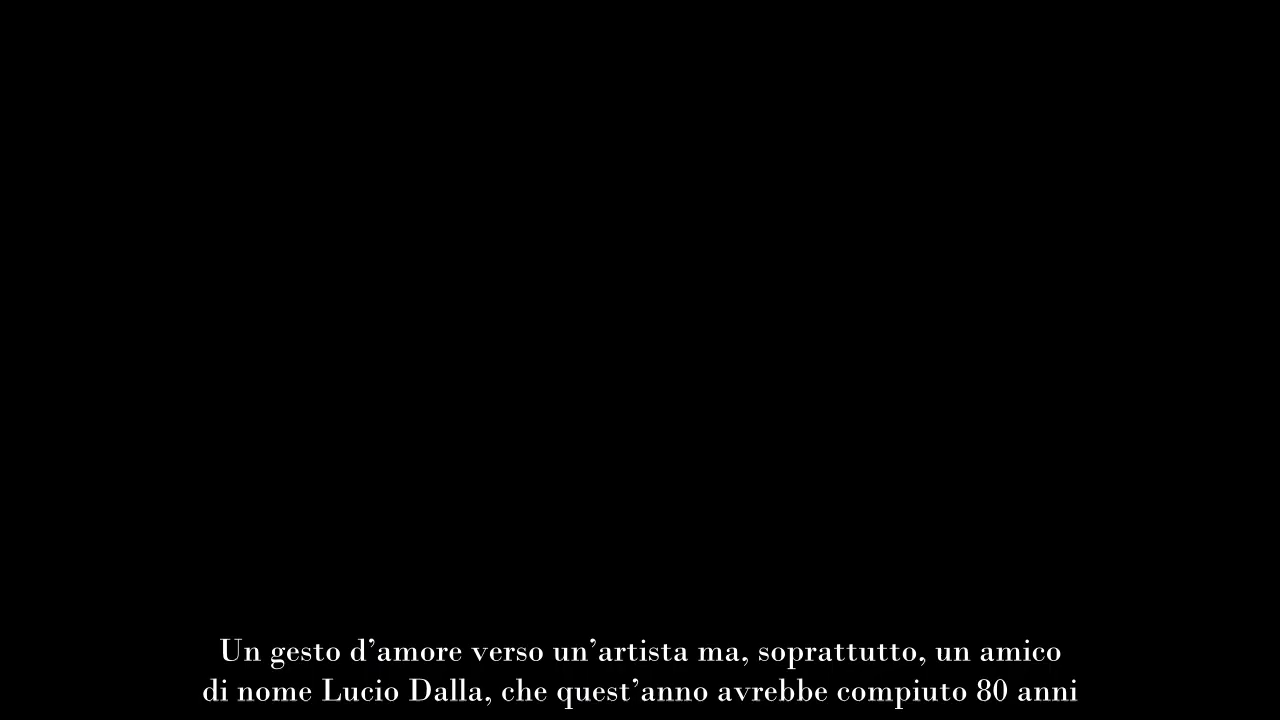 Un gesto d’amore verso un’artista ma, soprattutto, un amico
di nome Lucio Dalla, che quest’anno avrebbe compiuto 80 anni